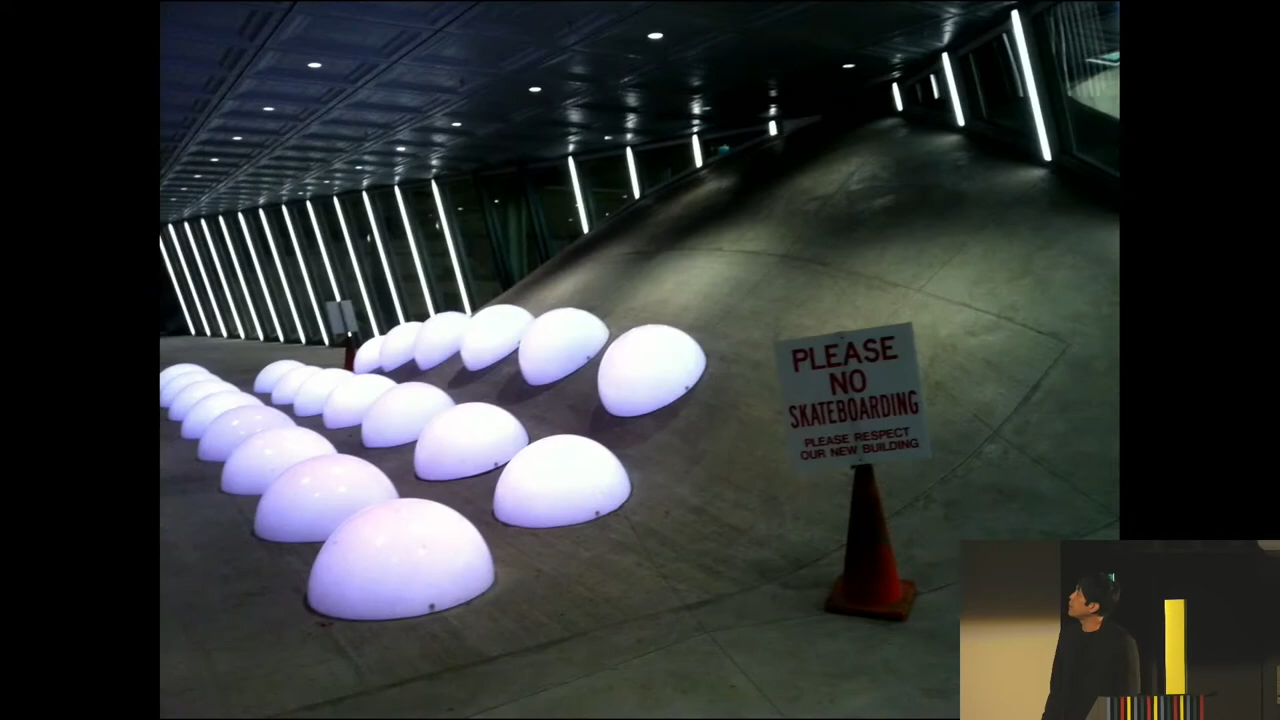 PLEASE
NO
SKATEBOARDING
PLEASE RESPECT
OUR NEW BUILDING